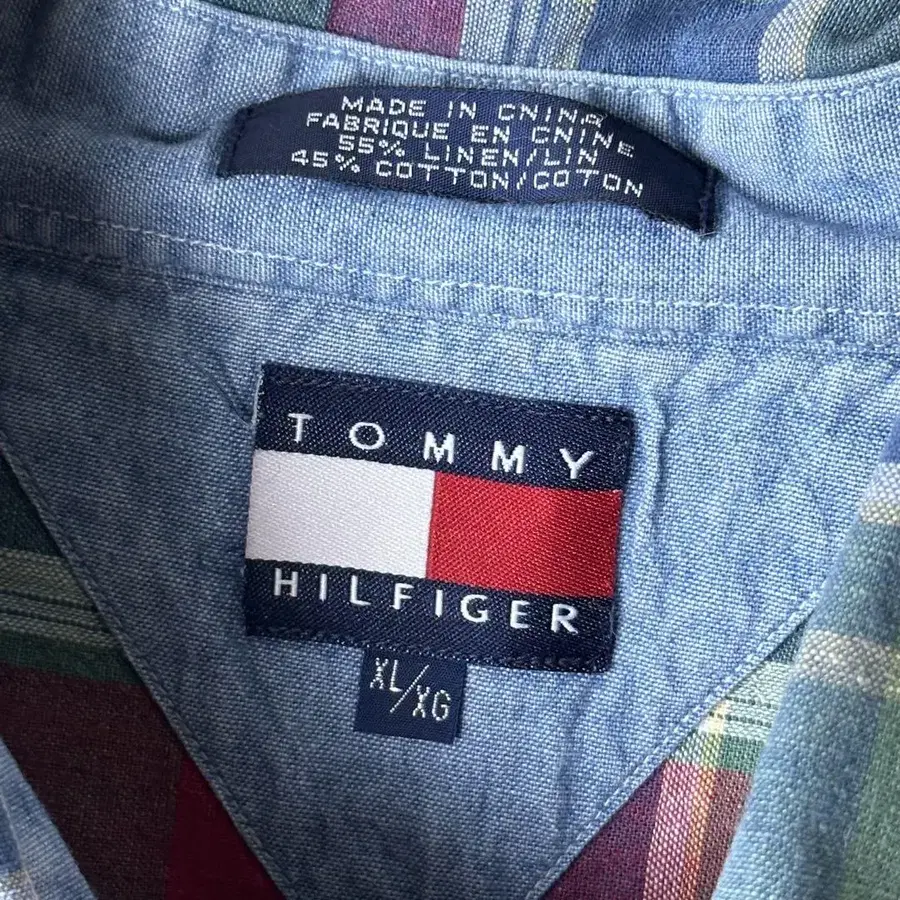 MADE IN CHINA
FABRIQUE EN CHINE
55% LINEN/LIN
45% COTTON/COTON
TOMMY
HILFIGER
XL/XG